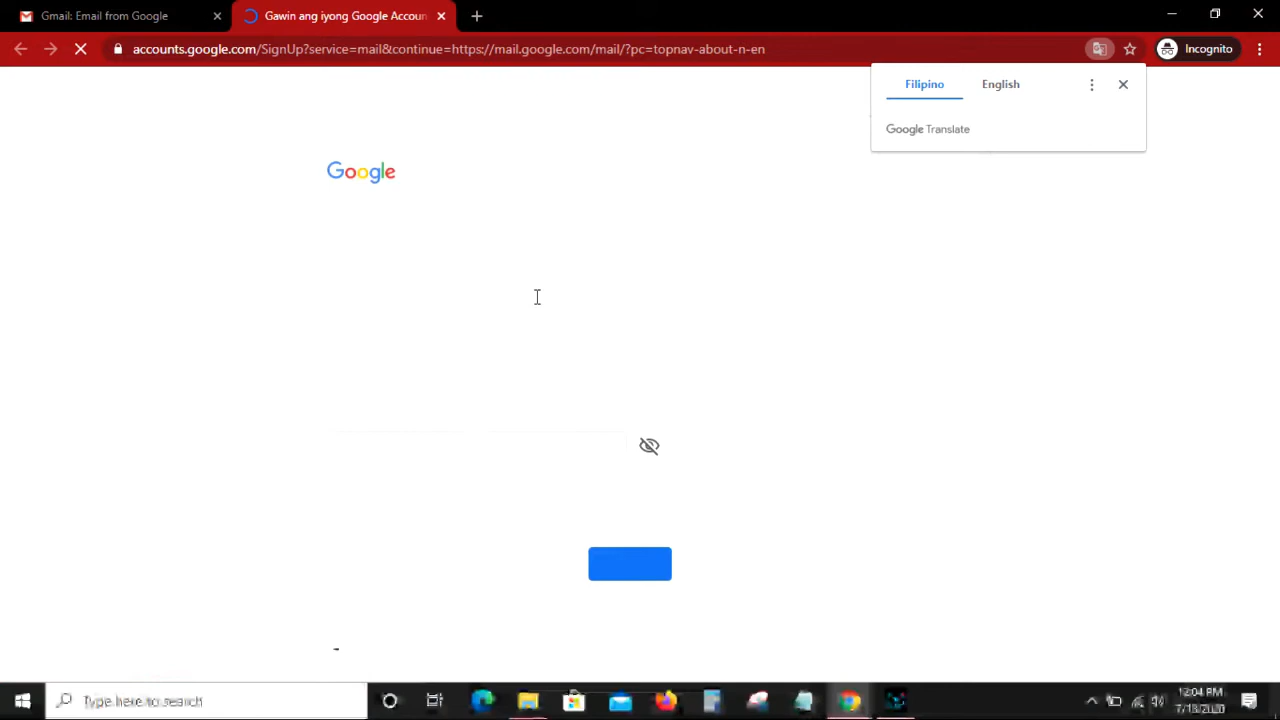 Gmail: Email from Google
Gawin ang iyong Google Accoun
accounts.google.com/SignUp?service=mail&continue=https://mail.google.com/mail/?pc=topnav-about-n-en
Incognito
Filipino English
Google Translate
Google
Type here to search
12:04 PM